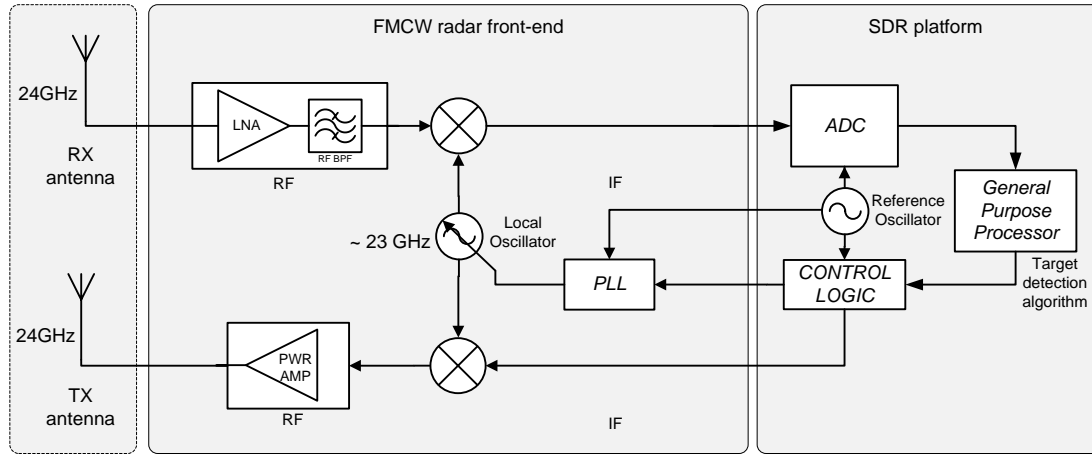 FMCW radar front-end
SDR platform
24GHz
LNA
RF BPF
ADC
RX
antenna
RF
IF
General
Purpose
Processor
Reference
Oscillator
Local
Oscillator
~ 23 GHz
PLL
CONTROL
LOGIC
Target
detection
algorithm
24GHz
PWR
AMP
TX
antenna
RF
IF